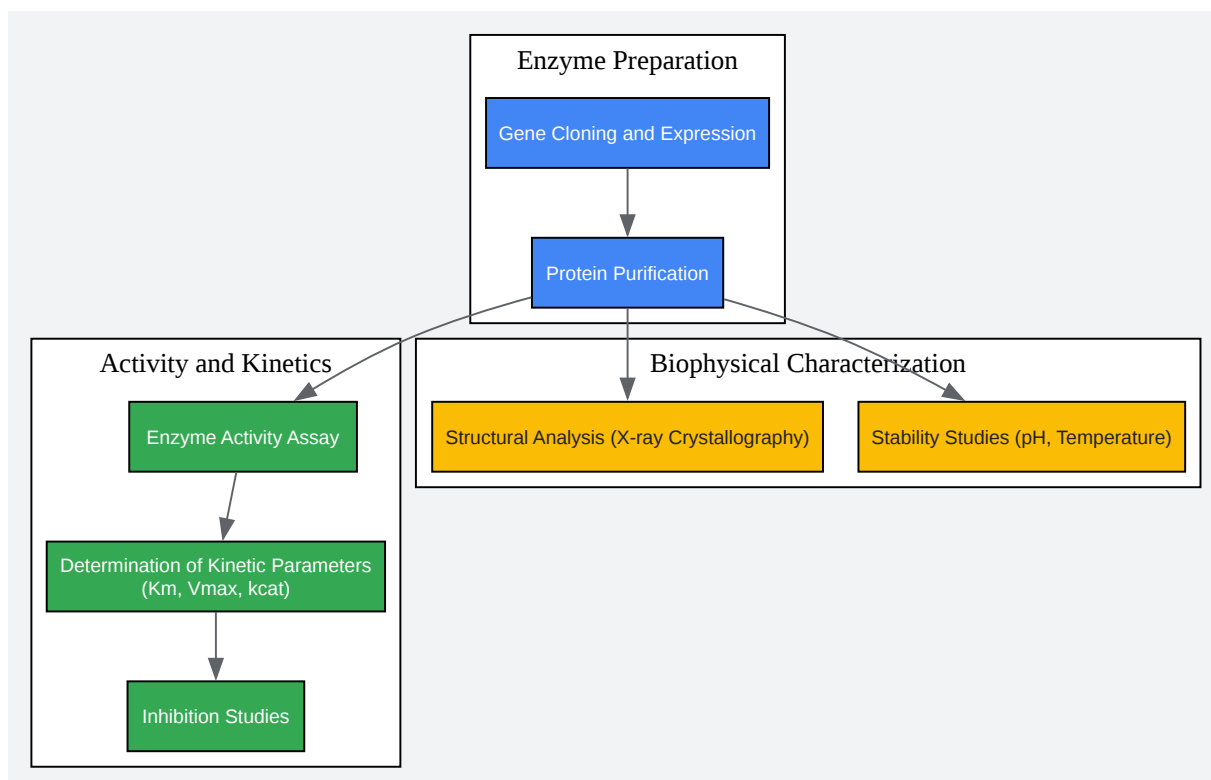 Enzyme Preparation
Gene Cloning and Expression
Protein Purification
Activity and Kinetics
Enzyme Activity Assay
Determination of Kinetic Parameters
(Km, Vmax, kcat)
Inhibition Studies
Biophysical Characterization
Structural Analysis (X-ray Crystallography)
Stability Studies (pH, Temperature)